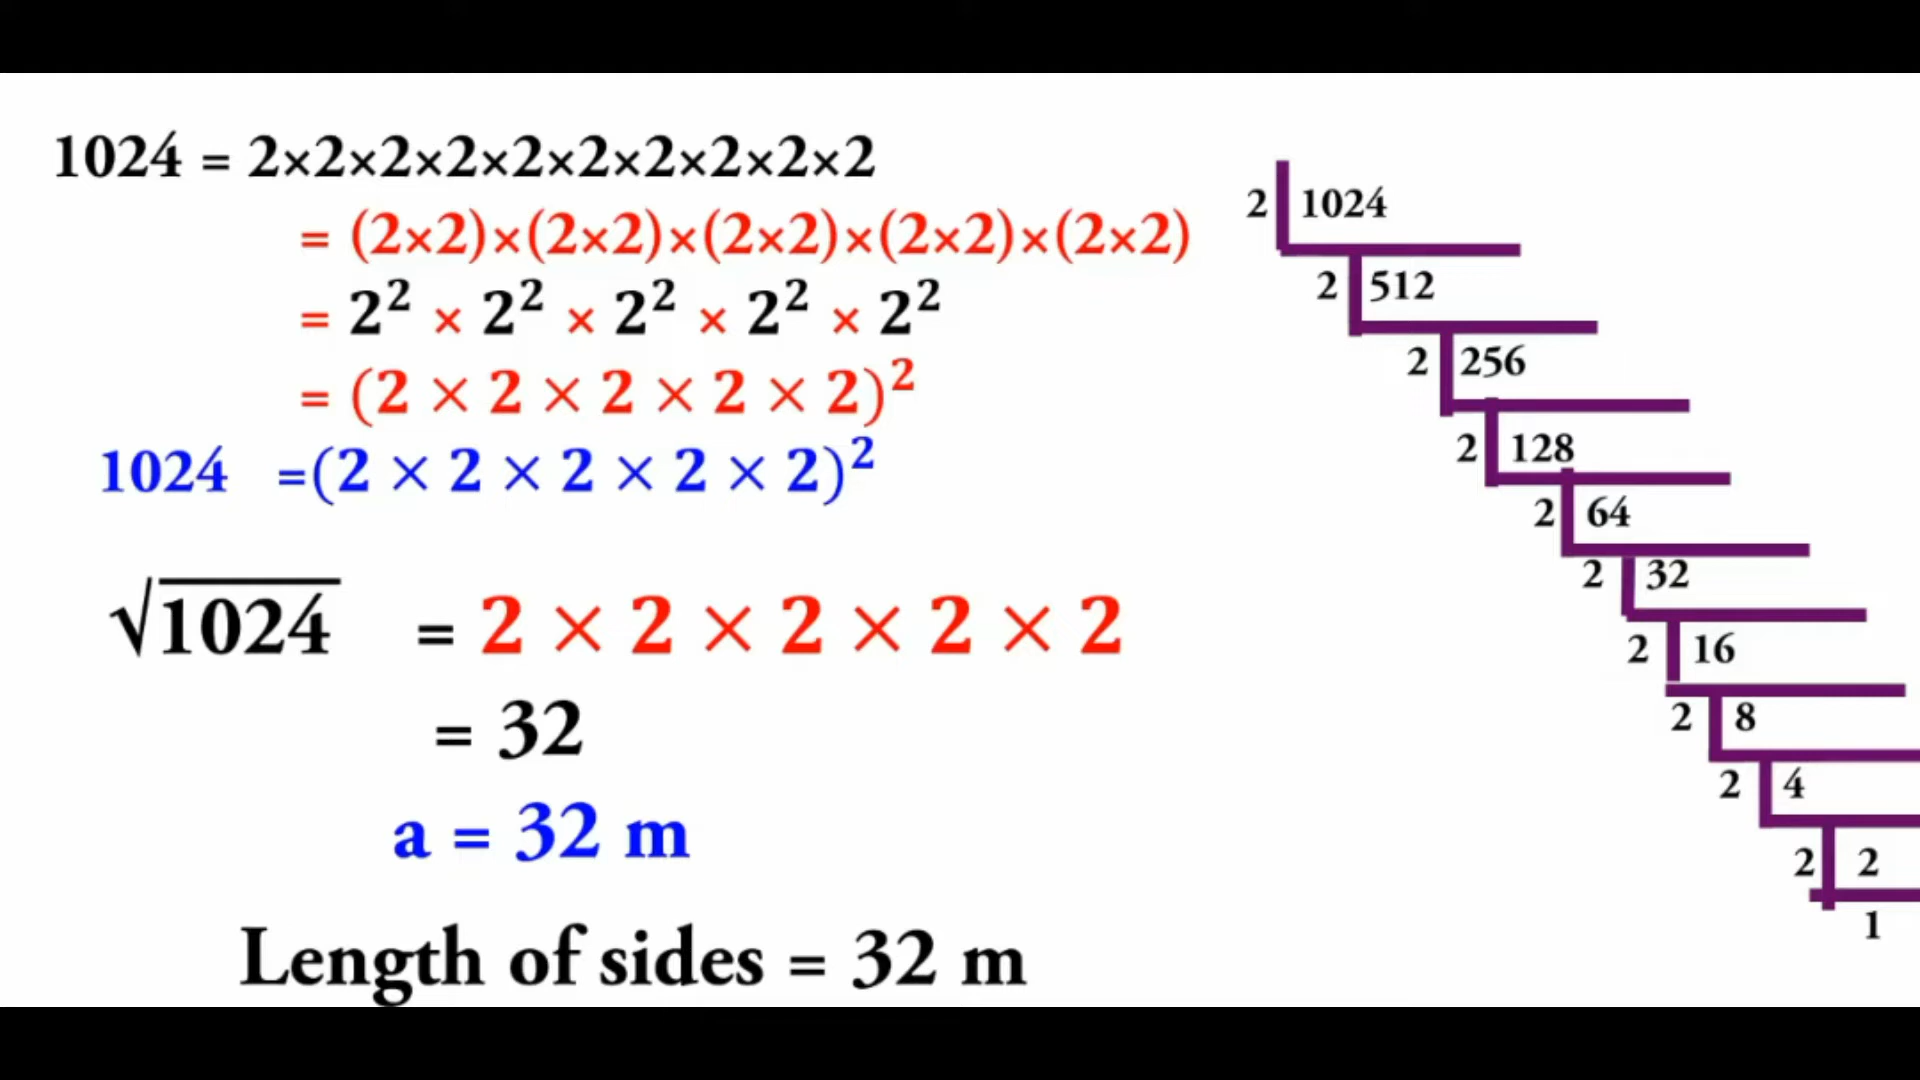 1024 = 2×2×2×2×2×2×2×2×2×2
= (2×2)×(2×2)×(2×2)×(2×2)×(2×2)
= 2² × 2² × 2² × 2² × 2²
= (2 × 2 × 2 × 2 × 2)²
1024 =(2 × 2 × 2 × 2 × 2)²
√1024 = 2 × 2 × 2 × 2 × 2
= 32
a = 32 m
Length of sides = 32 m
2 1024
2 512
2 256
2 128
2 64
2 32
2 16
2 8
2 4
2 2
1